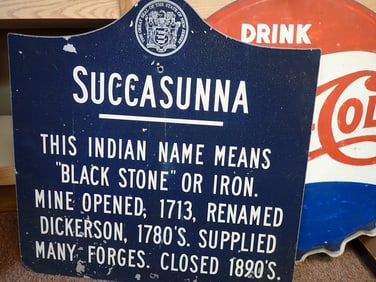 SUCCASUNNA
THIS INDIAN NAME MEANS
"BLACK STONE" OR IRON.
MINE OPENED, 1713, RENAMED
DICKERSON, 1780'S. SUPPLIED
MANY FORGES. CLOSED 1890'S.
DRINK
COL